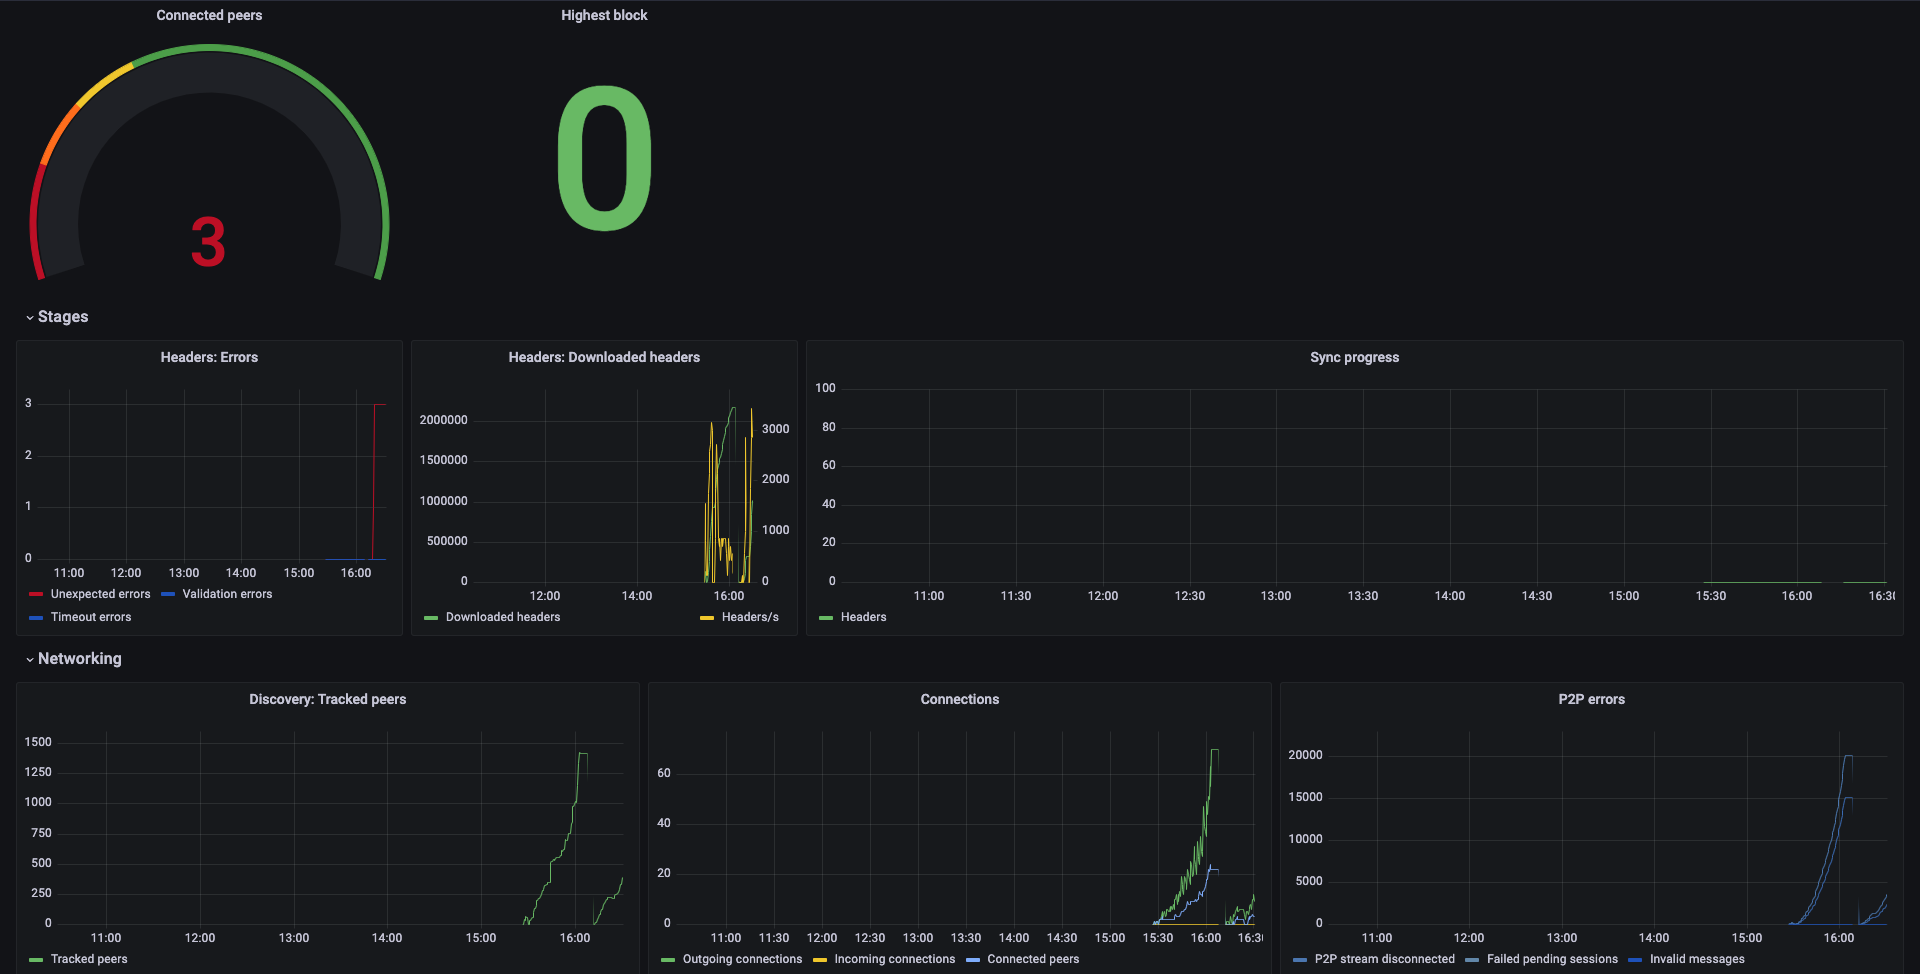 Connected peers
Highest block
3
0
Stages
Headers: Errors
3
2
1
0
11:00 12:00 13:00 14:00 15:00 16:00
Unexpected errors Validation errors
Timeout errors
Headers: Downloaded headers
2000000
1500000
1000000
500000
0
3000
2000
1000
0
12:00 14:00 16:00
Downloaded headers Headers/s
Sync progress
100
80
60
40
20
0
11:00 11:30 12:00 12:30 13:00 13:30 14:00 14:30 15:00 15:30 16:00 16:30
Headers
Networking
Discovery: Tracked peers
1500
1250
1000
750
500
250
0
11:00 12:00 13:00 14:00 15:00 16:00
Tracked peers
Connections
60
40
20
0
11:00 11:30 12:00 12:30 13:00 13:30 14:00 14:30 15:00 15:30 16:00 16:30
Outgoing connections Incoming connections Connected peers
P2P errors
20000
15000
10000
5000
0
11:00 12:00 13:00 14:00 15:00 16:00
P2P stream disconnected Failed pending sessions Invalid messages